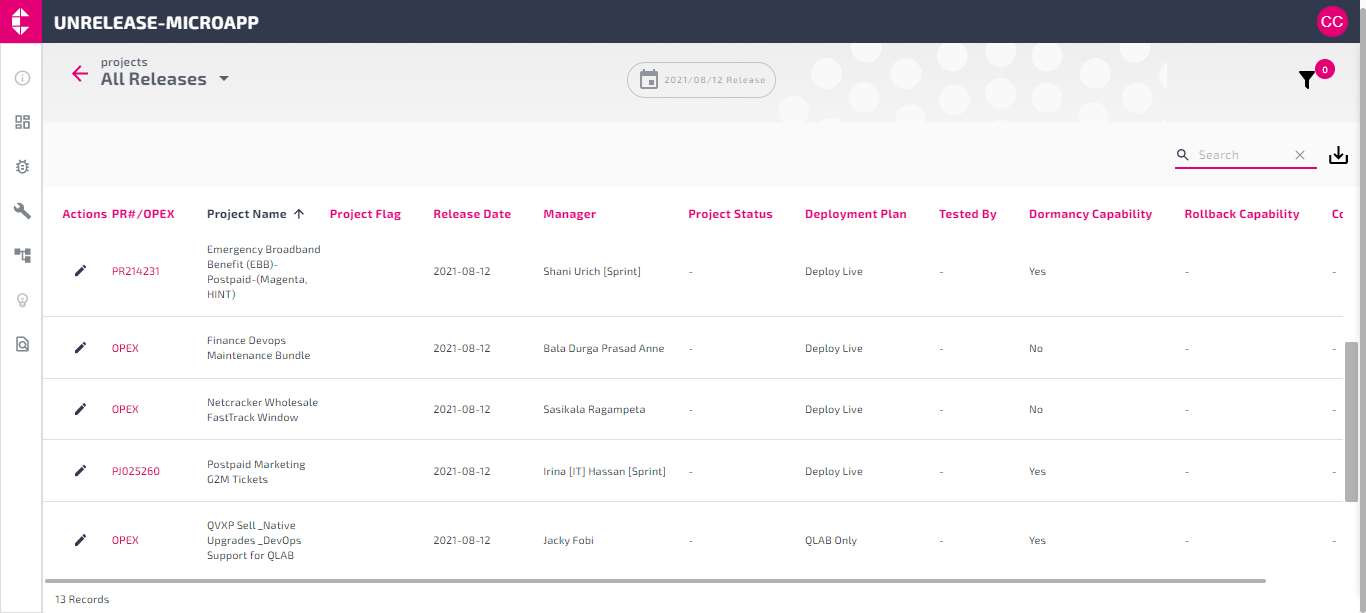 UNRELEASE-MICROAPP
CC
projects
All Releases
2021/08/12 Release
0
Search
Actions PR#/OPEX Project Name Project Flag Release Date Manager Project Status Deployment Plan Tested By Dormancy Capability Rollback Capability Co
Emergency Broadband
Benefit (EBB)-
Postpaid-(Magenta,
HINT)
PR214231 2021-08-12 Shani Urich [Sprint] - Deploy Live - Yes - -
Finance Devops
Maintenance Bundle
OPEX 2021-08-12 Bala Durga Prasad Anne - Deploy Live - No - -
Netcracker Wholesale
FastTrack Window
OPEX 2021-08-12 Sasikala Ragampeta - Deploy Live - No - -
Postpaid Marketing
G2M Tickets
PJ025260 2021-08-12 Irina [IT] Hassan [Sprint] - Deploy Live - Yes - -
QVXP Sell _Native
Upgrades _DevOps
Support for QLAB
OPEX 2021-08-12 Jacky Fobi - QLAB Only - Yes - -
13 Records